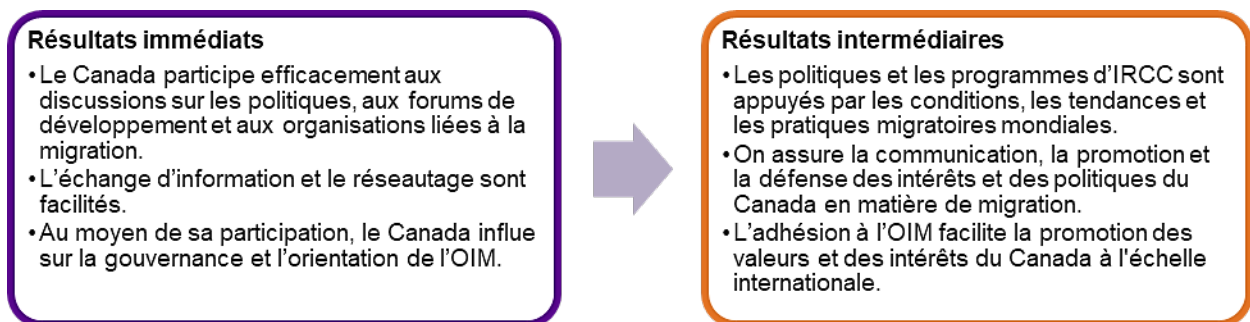 Résultats immédiats
•Le Canada participe efficacement aux
discussions sur les politiques, aux forums de
développement et aux organisations liées à la
migration.
•L’échange d’information et le réseautage sont
facilités.
•Au moyen de sa participation, le Canada influe
sur la gouvernance et l’orientation de l’OIM.
Résultats intermédiaires
•Les politiques et les programmes d’IRCC sont
appuyés par les conditions, les tendances et
les pratiques migratoires mondiales.
•On assure la communication, la promotion et
la défense des intérêts et des politiques du
Canada en matière de migration.
•L’adhésion à l’OIM facilite la promotion des
valeurs et des intérêts du Canada à l'échelle
internationale.